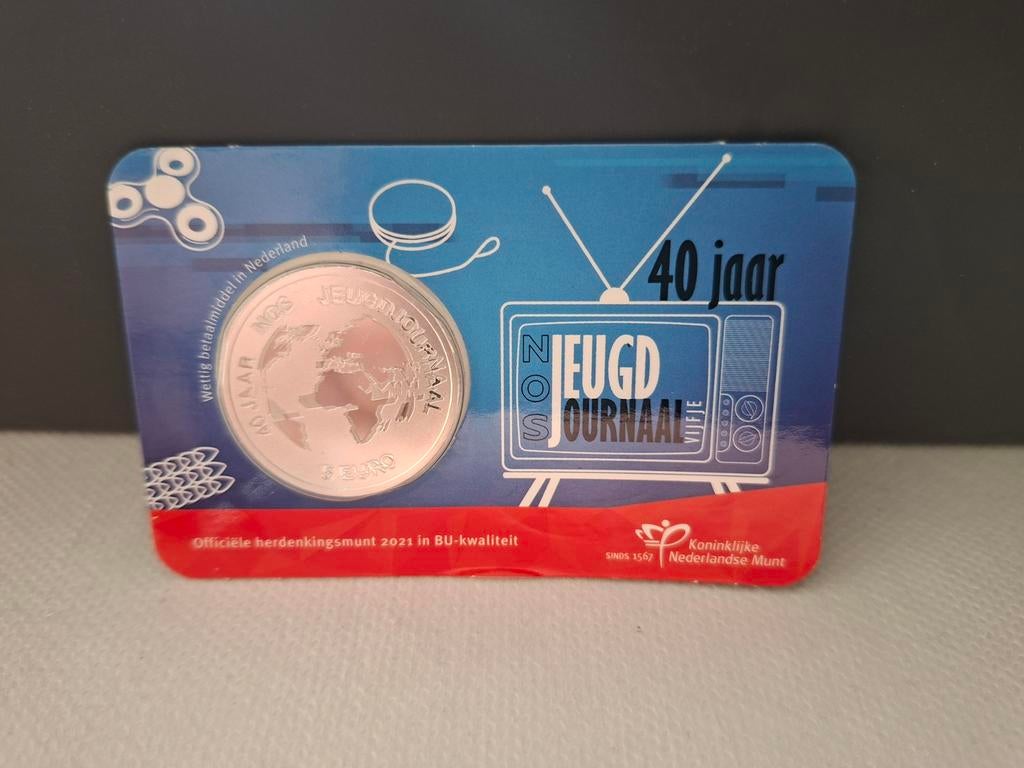 Wettig betaalmiddel in Nederland
40 JAAR NOS JEUGDJOURNAAL
5 EURO
40 jaar
NOS
JEUGD
JOURNAAL
VIJFJE
Officiële herdenkingsmunt 2021 in BU-kwaliteit
SINDS 1567
Koninklijke
Nederlandse Munt